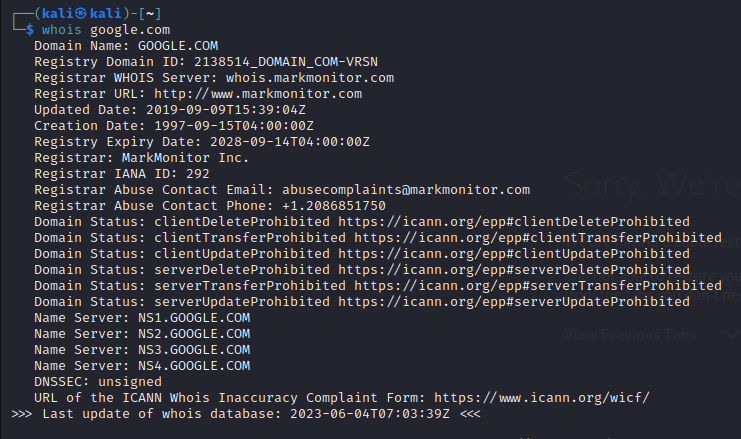 ┌──(kali㉿kali)-[~]
└─$ whois google.com
Domain Name: GOOGLE.COM
Registry Domain ID: 2138514_DOMAIN_COM-VRSN
Registrar WHOIS Server: whois.markmonitor.com
Registrar URL: http://www.markmonitor.com
Updated Date: 2019-09-09T15:39:04Z
Creation Date: 1997-09-15T04:00:00Z
Registry Expiry Date: 2028-09-14T04:00:00Z
Registrar: MarkMonitor Inc.
Registrar IANA ID: 292
Registrar Abuse Contact Email: abusecomplaints@markmonitor.com
Registrar Abuse Contact Phone: +1.2086851750
Domain Status: clientDeleteProhibited https://icann.org/epp#clientDeleteProhibited
Domain Status: clientTransferProhibited https://icann.org/epp#clientTransferProhibited
Domain Status: clientUpdateProhibited https://icann.org/epp#clientUpdateProhibited
Domain Status: serverDeleteProhibited https://icann.org/epp#serverDeleteProhibited
Domain Status: serverTransferProhibited https://icann.org/epp#serverTransferProhibited
Domain Status: serverUpdateProhibited https://icann.org/epp#serverUpdateProhibited
Name Server: NS1.GOOGLE.COM
Name Server: NS2.GOOGLE.COM
Name Server: NS3.GOOGLE.COM
Name Server: NS4.GOOGLE.COM
DNSSEC: unsigned
URL of the ICANN Whois Inaccuracy Complaint Form: https://www.icann.org/wicf/
>>> Last update of whois database: 2023-06-04T07:03:39Z <<<
Sorry. We're
View Previous Tabs